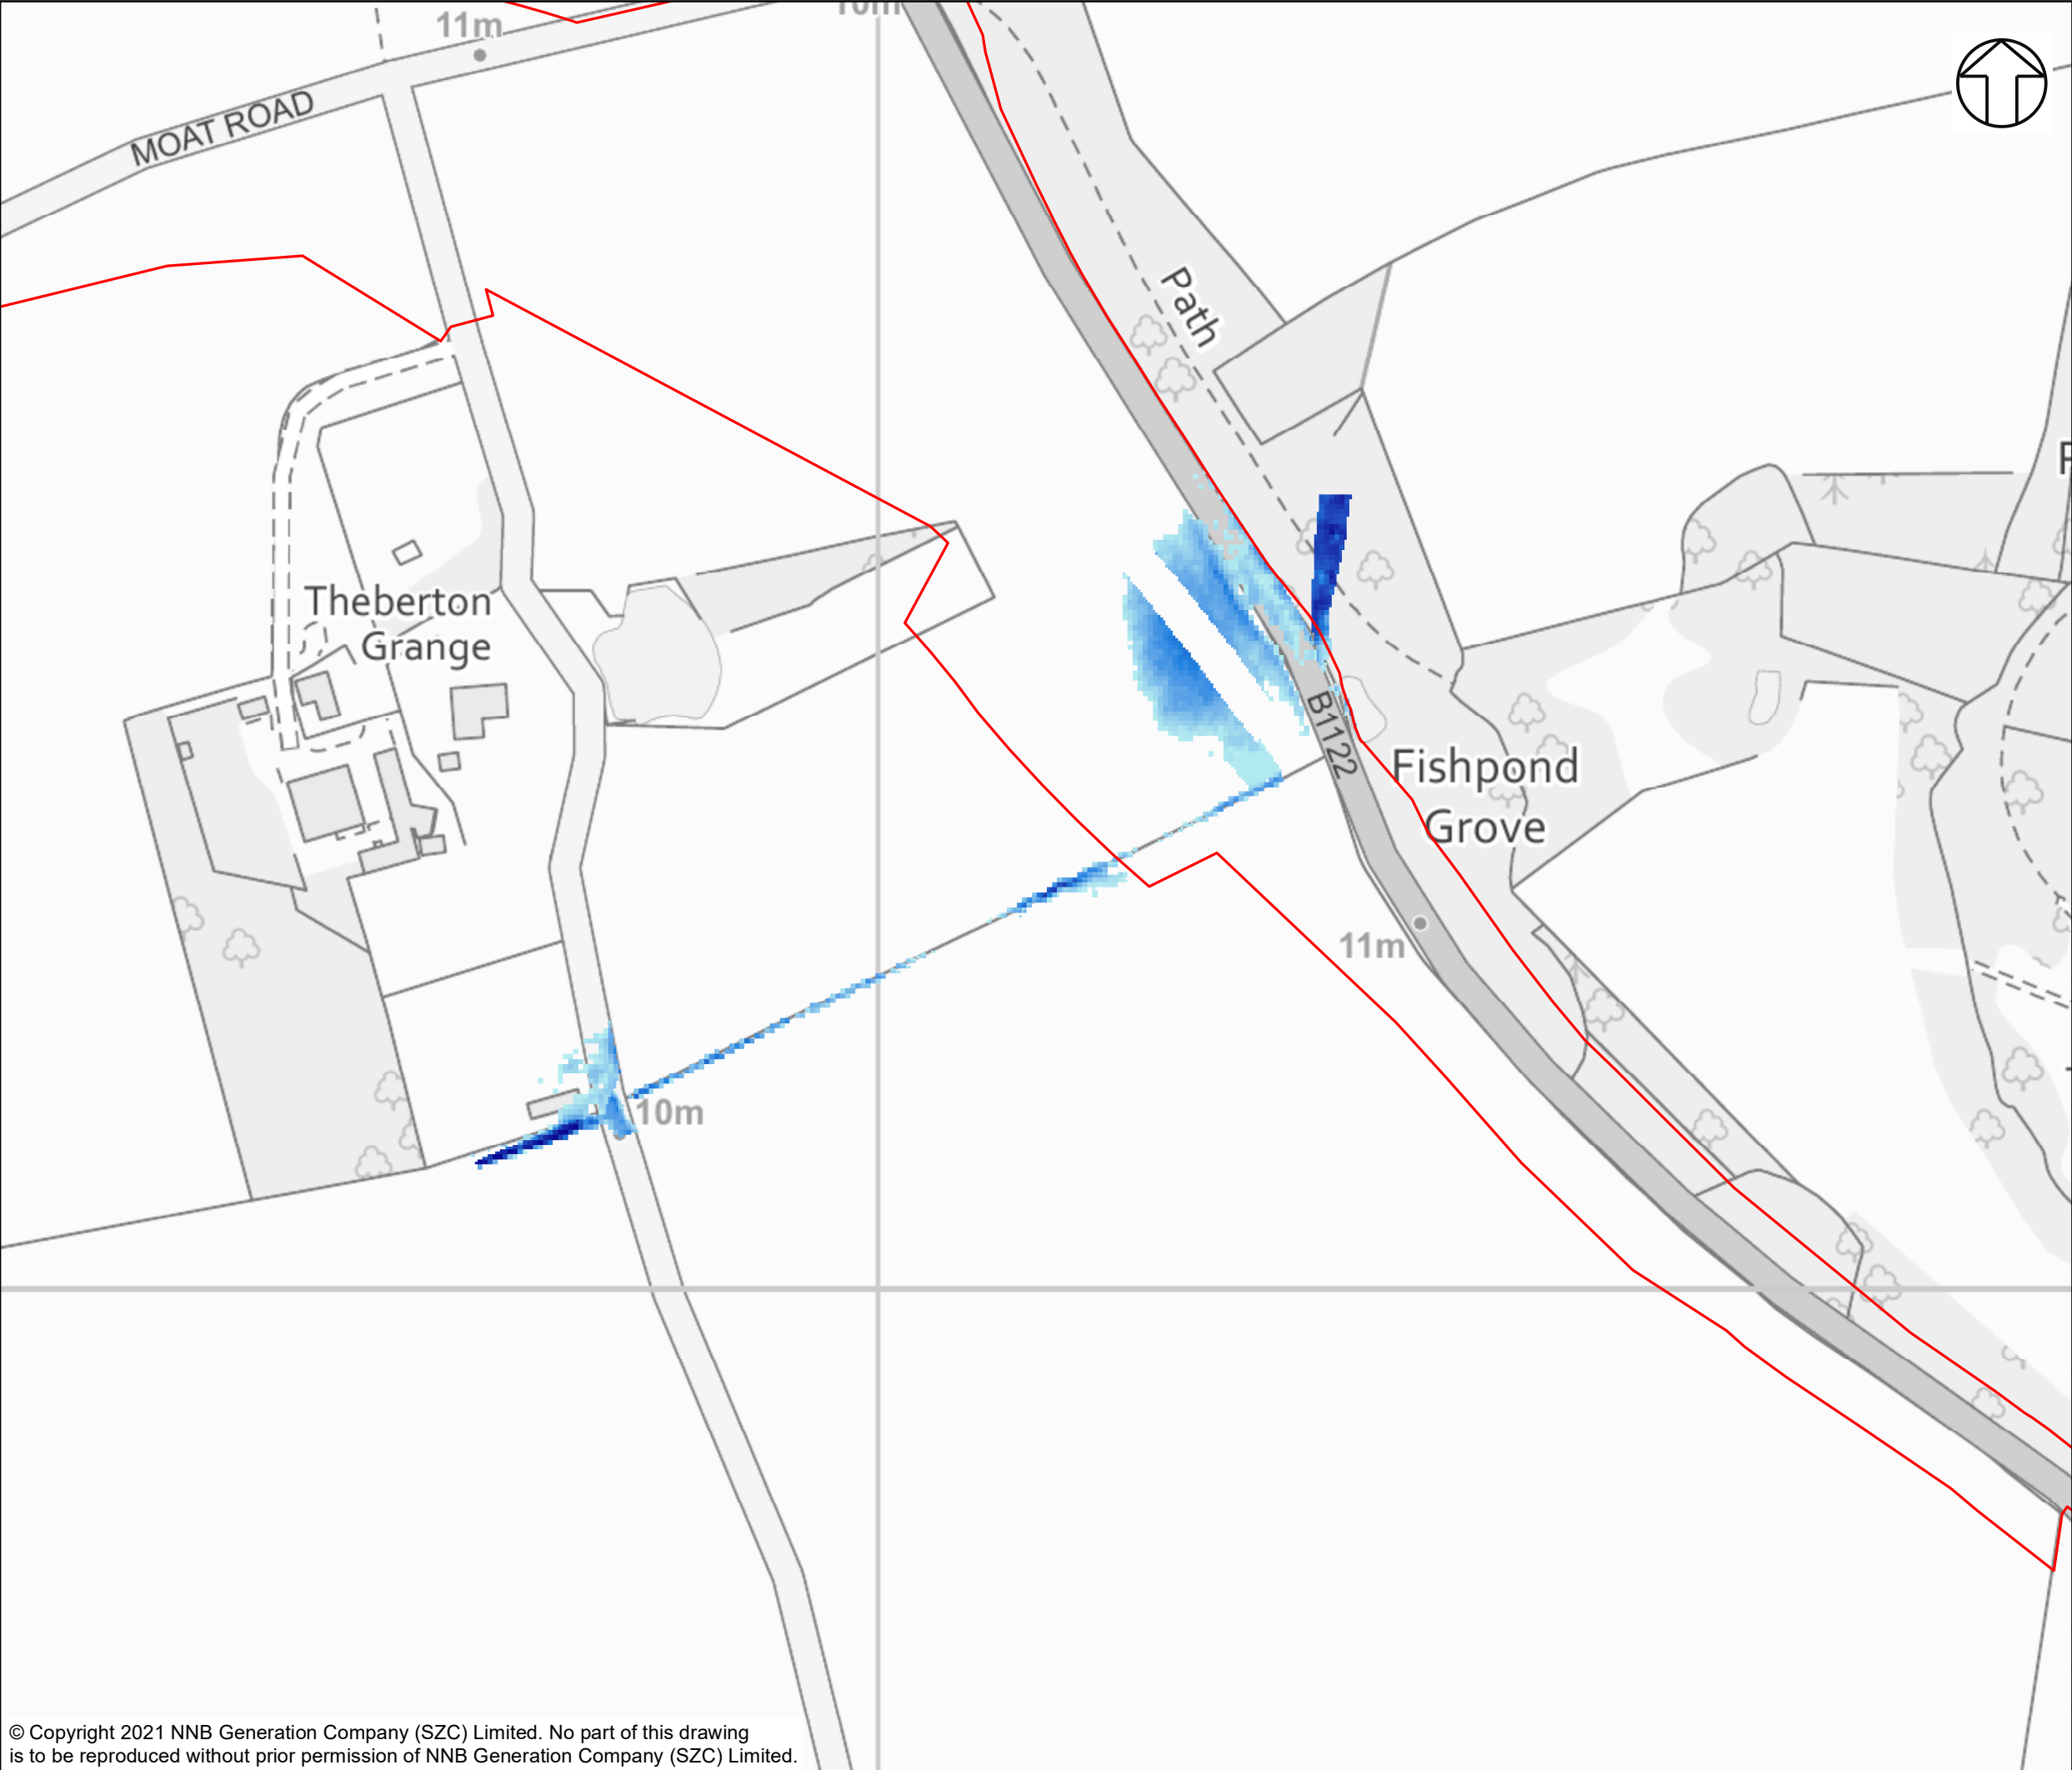 11m
10m
MOAT ROAD
Path
Theberton
Grange
B1122
Fishpond
Grove
11m
10m
© Copyright 2021 NNB Generation Company (SZC) Limited. No part of this drawing
is to be reproduced without prior permission of NNB Generation Company (SZC) Limited.